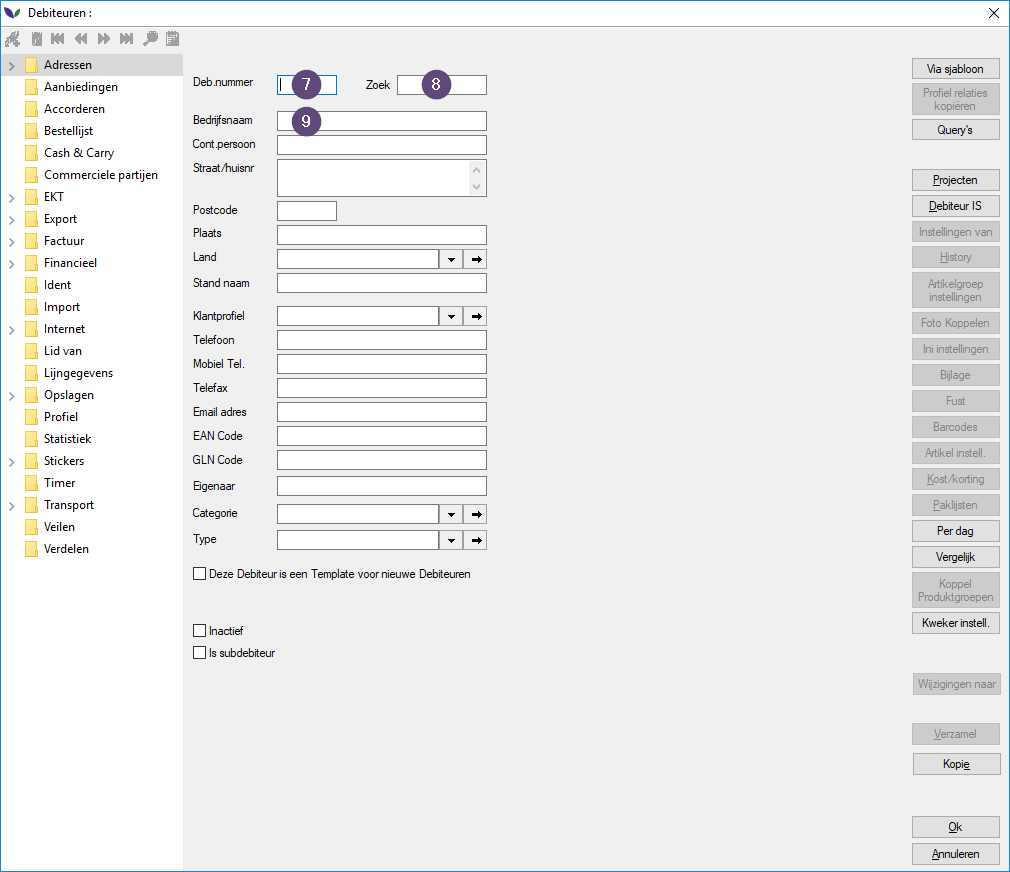 Debiteuren :
Adressen
Aanbiedingen
Accorderen
Bestellijst
Cash & Carry
Commerciele partijen
EKT
Export
Factuur
Financieel
Ident
Import
Internet
Lid van
Lijngegevens
Opslagen
Profiel
Statistiek
Stickers
Timer
Transport
Veilen
Verdelen
Deb.nummer 7 Zoek 8
Bedrijfsnaam 9
Cont.persoon
Straat/huisnr
Postcode
Plaats
Land
Stand naam
Klantprofiel
Telefoon
Mobiel Tel.
Telefax
Email adres
EAN Code
GLN Code
Eigenaar
Categorie
Type
Deze Debiteur is een Template voor nieuwe Debiteuren
Inactief
Is subdebiteur
Via sjabloon
Profiel relaties
kopiëren
Query's
Projecten
Debiteur IS
Instellingen van
History
Artikelgroep
instellingen
Foto Koppelen
Ini instellingen
Bijlage
Fust
Barcodes
Artikel instell.
Kost/korting
Paklijsten
Per dag
Vergelijk
Koppel
Produktgroepen
Kweker instell.
Wijzigingen naar
Verzamel
Kopie
Ok
Annuleren